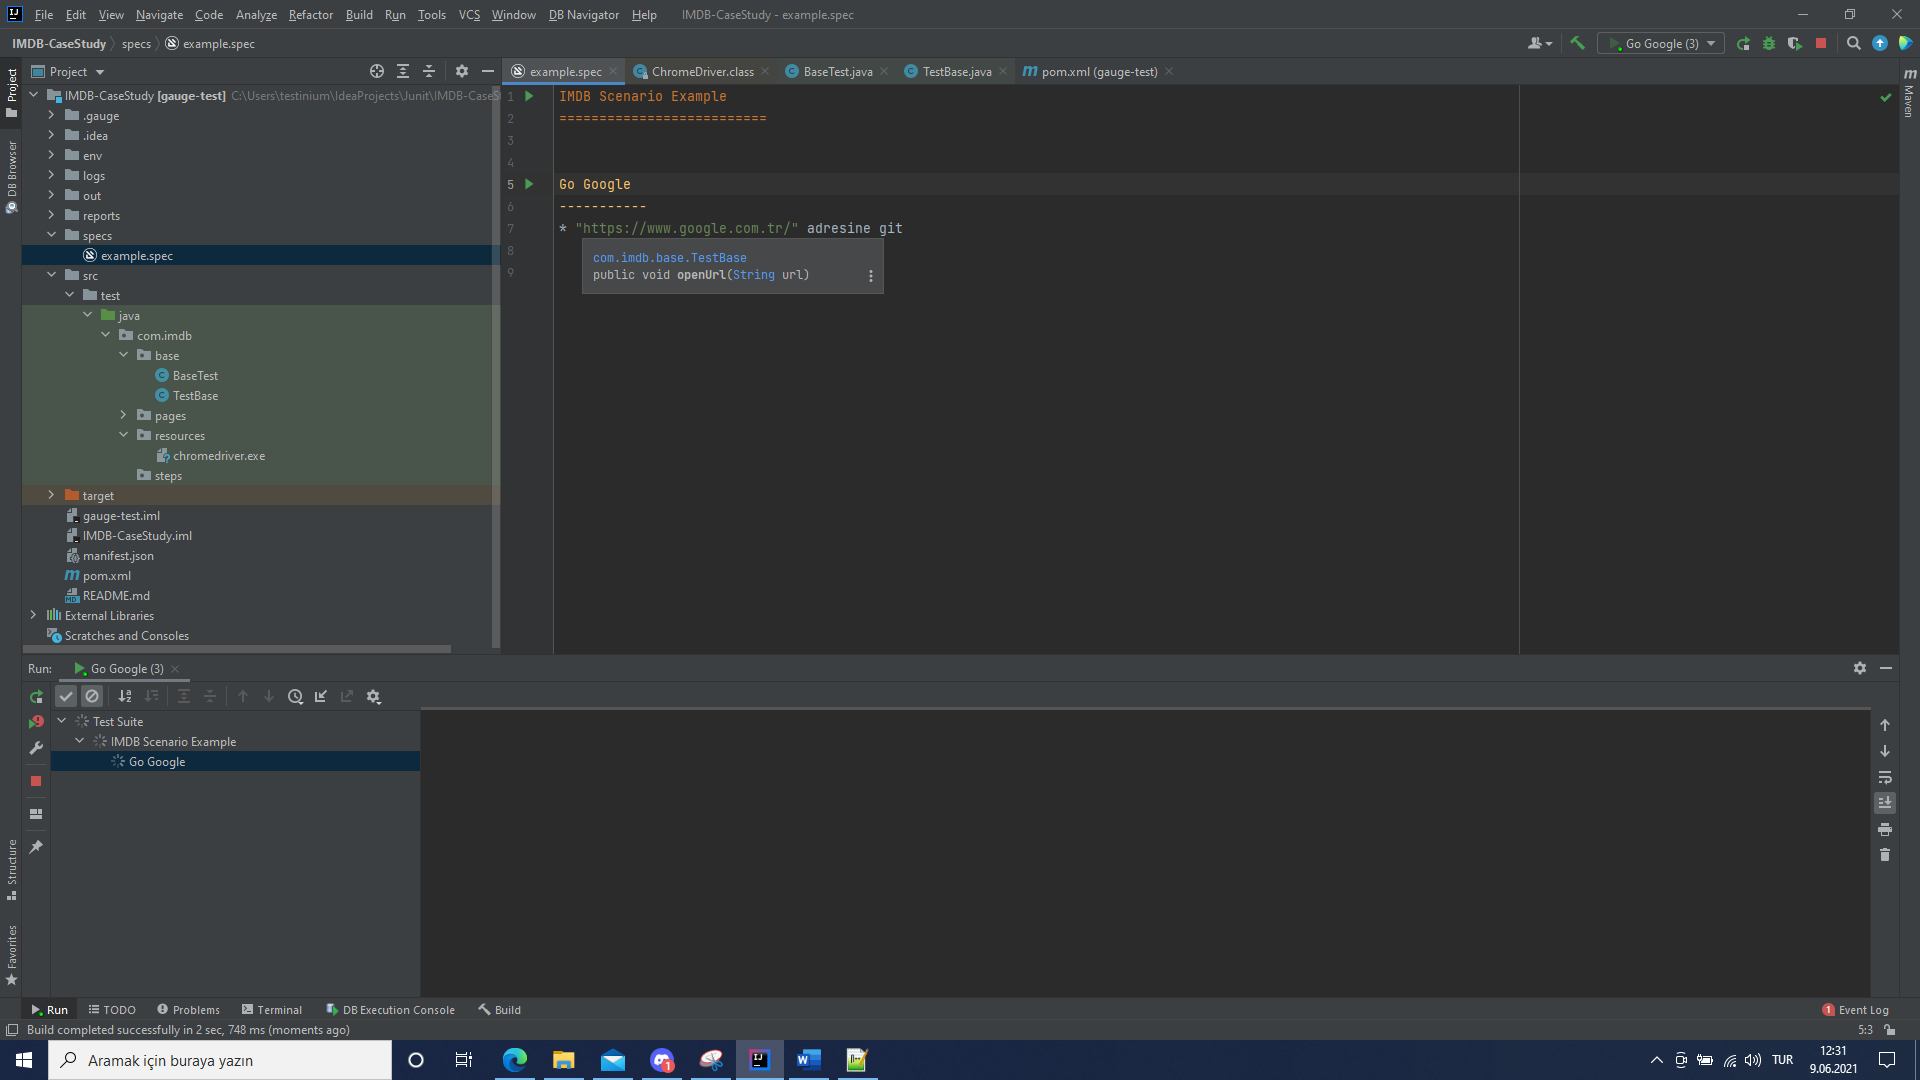 File Edit View Navigate Code Analyze Refactor Build Run Tools VCS Window DB Navigator Help IMDB-CaseStudy - example.spec
IMDB-CaseStudy specs example.spec
Go Google (3)
Project
example.spec
ChromeDriver.class
BaseTest.java
TestBase.java
pom.xml (gauge-test)
Project
DB Browser
Structure
Favorites
Maven
IMDB-CaseStudy [gauge-test] C:\Users\testinium\IdeaProjects\Junit\IMDB-CaseS
.gauge
.idea
env
logs
out
reports
specs
example.spec
src
test
java
com.imdb
base
BaseTest
TestBase
pages
resources
chromedriver.exe
steps
target
gauge-test.iml
IMDB-CaseStudy.iml
manifest.json
pom.xml
README.md
External Libraries
Scratches and Consoles
1 IMDB Scenario Example
2 ==========================
3
4
5 Go Google
6 -----------
7 * "https://www.google.com.tr/" adresine git
8
9
com.imdb.base.TestBase
public void openUrl(String url)
Run: Go Google (3)
Test Suite
IMDB Scenario Example
Go Google
Run TODO Problems Terminal DB Execution Console Build
1 Event Log
Build completed successfully in 2 sec, 748 ms (moments ago)
5:3
Aramak için buraya yazın
1
TUR
12:31
9.06.2021